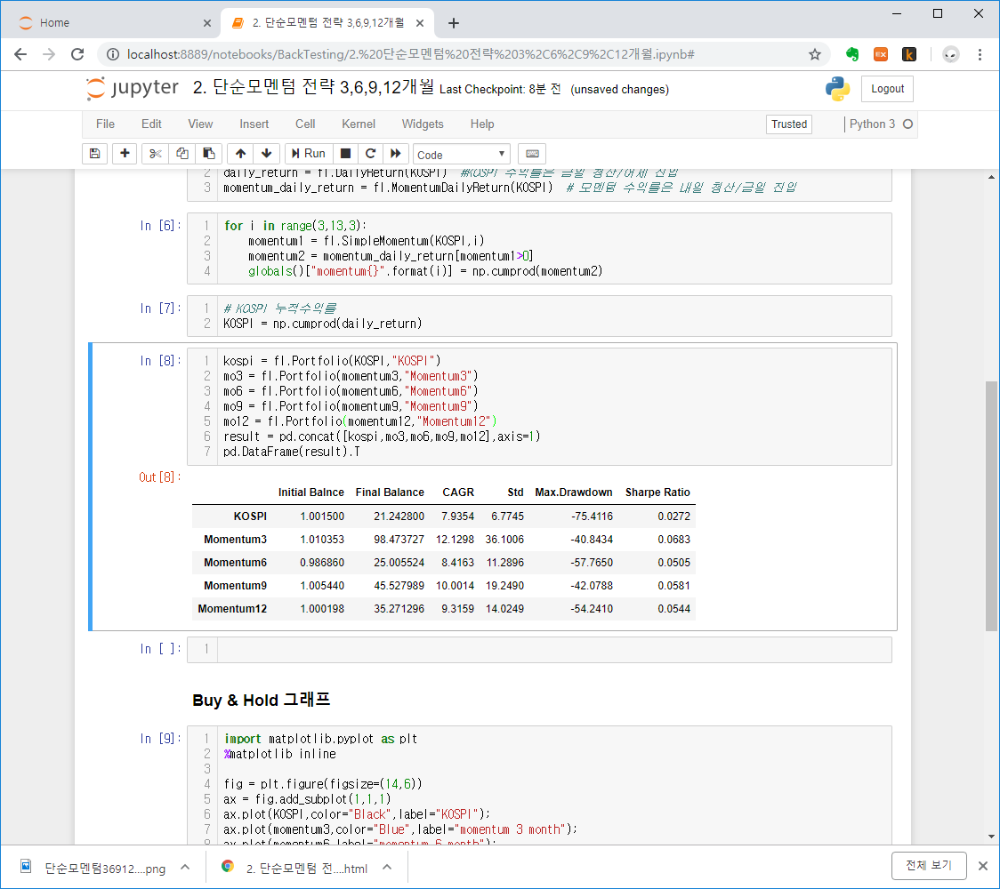 Home
2. 단순모멘텀 전략 3,6,9,12개월
localhost:8889/notebooks/BackTesting/2.%20단순모멘텀%20전략%203%2C6%2C9%2C12개월.ipynb#
EX
k
jupyter 2. 단순모멘텀 전략 3,6,9,12개월 Last Checkpoint: 8분 전 (unsaved changes)
Logout
File Edit View Insert Cell Kernel Widgets Help Trusted Python 3
Run Code
2 daily_return = fl.DailyReturn(KOSPI) #KOSPI 수익률은 금일 청산/어제 진입
3 momentum_daily_return = fl.MomentumDailyReturn(KOSPI) # 모멘텀 수익률은 내일 청산/금일 진입
In [6]: 1 for i in range(3,13,3):
2 momentum1 = fl.SimpleMomentum(KOSPI,i)
3 momentum2 = momentum_daily_return[momentum1>0]
4 globals()["momentum{}".format(i)] = np.cumprod(momentum2)
In [7]: 1 # KOSPI 누적수익률
2 KOSPI = np.cumprod(daily_return)
In [8]: 1 kospi = fl.Portfolio(KOSPI,"KOSPI")
2 mo3 = fl.Portfolio(momentum3,"Momentum3")
3 mo6 = fl.Portfolio(momentum6,"Momentum6")
4 mo9 = fl.Portfolio(momentum9,"Momentum9")
5 mo12 = fl.Portfolio(momentum12,"Momentum12")
6 result = pd.concat([kospi,mo3,mo6,mo9,mo12],axis=1)
7 pd.DataFrame(result).T
Out[8]:
Initial Balnce Final Balance CAGR Std Max.Drawdown Sharpe Ratio
KOSPI 1.001500 21.242800 7.9354 6.7745 -75.4116 0.0272
Momentum3 1.010353 98.473727 12.1298 36.1006 -40.8434 0.0683
Momentum6 0.986860 25.005524 8.4163 11.2896 -57.7650 0.0505
Momentum9 1.005440 45.527989 10.0014 19.2490 -42.0788 0.0581
Momentum12 1.000198 35.271296 9.3159 14.0249 -54.2410 0.0544
In [ ]: 1
Buy & Hold 그래프
In [9]: 1 import matplotlib.pyplot as plt
2 %matplotlib inline
3
4 fig = plt.figure(figsize=(14,6))
5 ax = fig.add_subplot(1,1,1)
6 ax.plot(KOSPI,color="Black",label="KOSPI");
7 ax.plot(momentum3,color="Blue",label="momentum 3 month");
8 ax.plot(momentum6,label="momentum 6 month");
단순모멘텀36912....png
2. 단순모멘텀 전....html
전체 보기